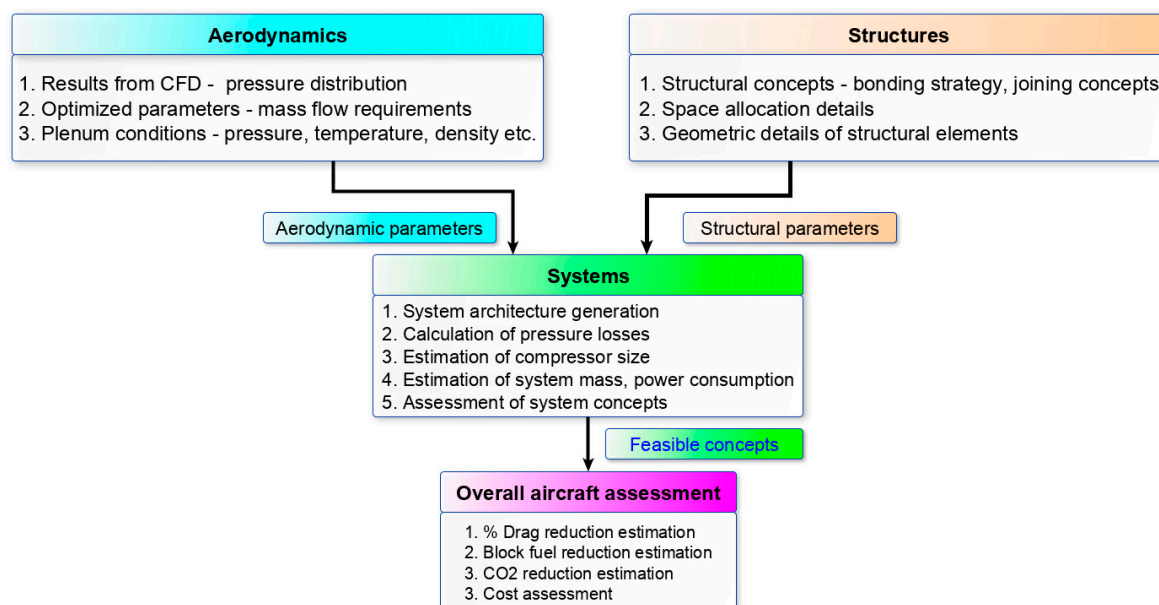 Aerodynamics
1. Results from CFD - pressure distribution
2. Optimized parameters - mass flow requirements
3. Plenum conditions - pressure, temperature, density etc.
Structures
1. Structural concepts - bonding strategy, joining concepts
2. Space allocation details
3. Geometric details of structural elements
Aerodynamic parameters
Structural parameters
Systems
1. System architecture generation
2. Calculation of pressure losses
3. Estimation of compressor size
4. Estimation of system mass, power consumption
5. Assessment of system concepts
Feasible concepts
Overall aircraft assessment
1. % Drag reduction estimation
2. Block fuel reduction estimation
3. CO2 reduction estimation
3. Cost assessment